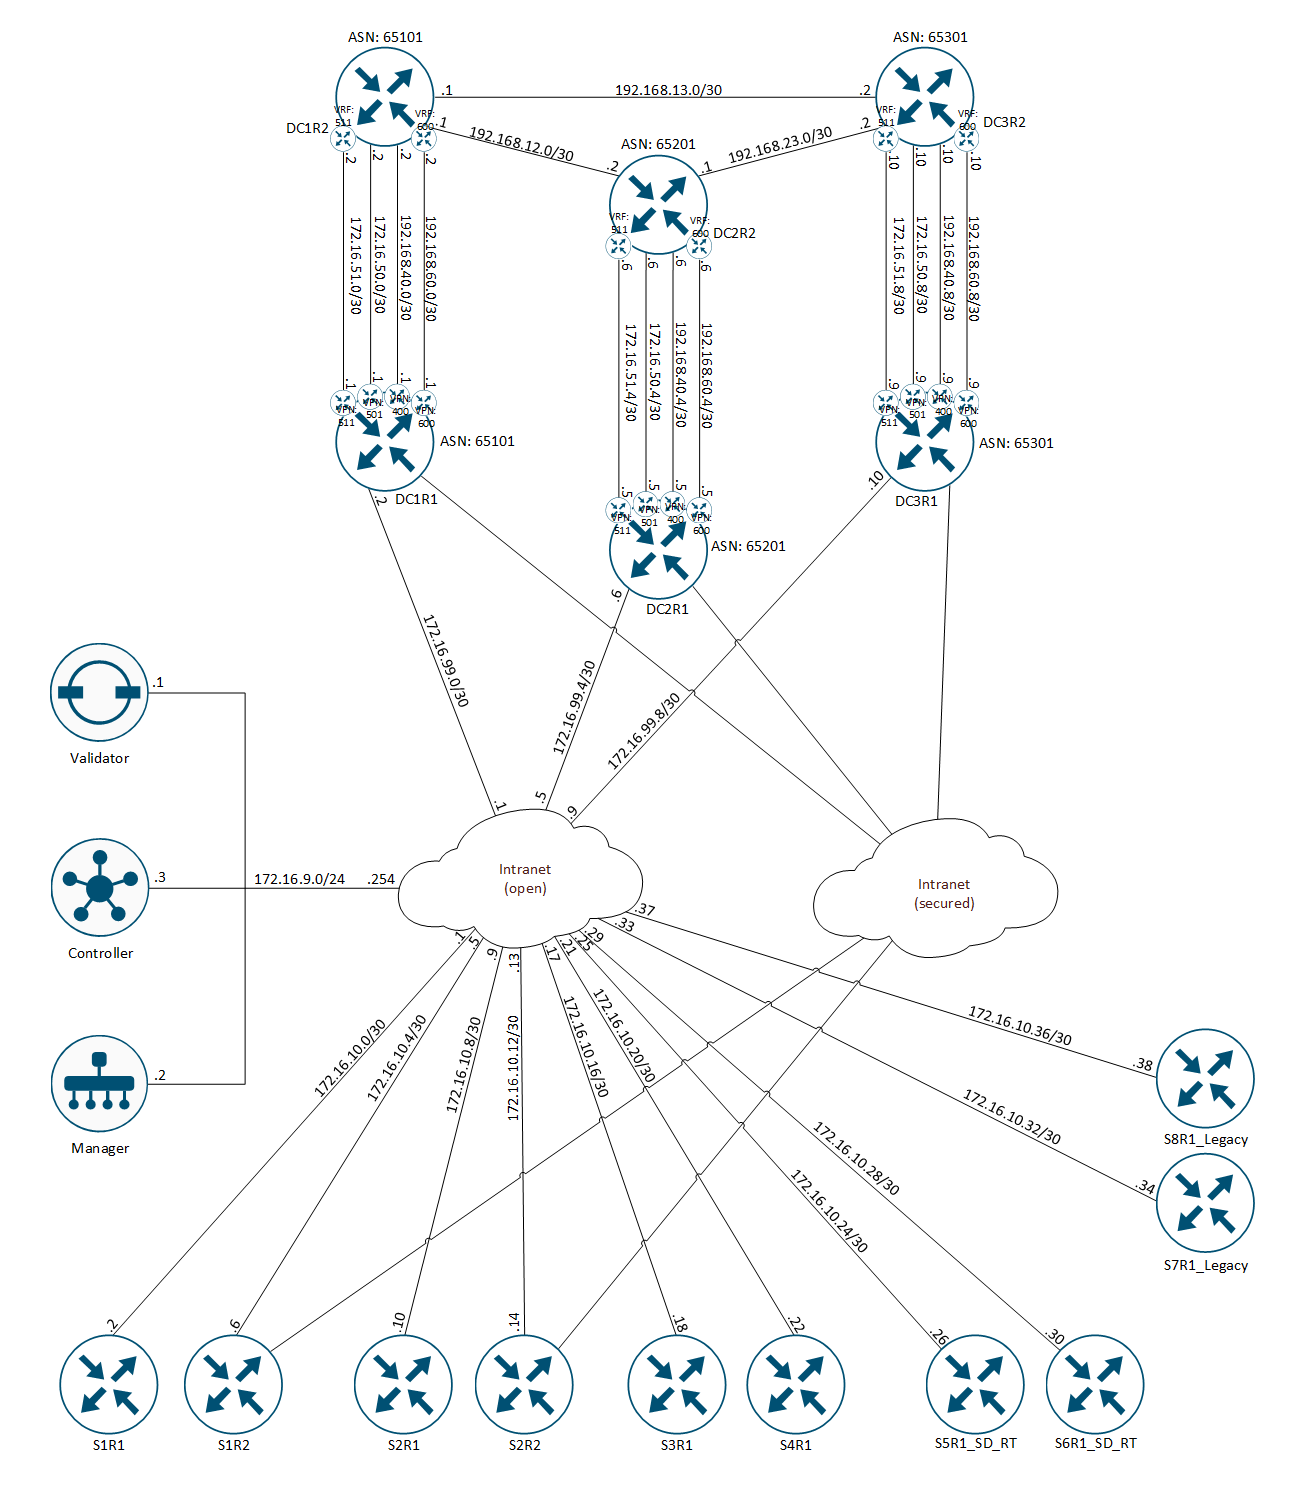 ASN: 65101
ASN: 65301
.1
192.168.13.0/30
.2
VRF:
511
VRF:
600
DC1R2
.1
192.168.12.0/30
.2
ASN: 65201
.1
192.168.23.0/30
.2
VRF:
511
VRF:
600
DC3R2
.2
.2
.2
.2
VRF:
511
VRF:
600
DC2R2
.10
.10
.10
.10
172.16.51.0/30
172.16.50.0/30
192.168.40.0/30
192.168.60.0/30
.6
.6
.6
.6
172.16.51.8/30
172.16.50.8/30
192.168.40.8/30
192.168.60.8/30
172.16.51.4/30
172.16.50.4/30
192.168.40.4/30
192.168.60.4/30
.1
.1
.1
.1
VPN:
511
VPN:
501
VPN:
400
VPN:
600
ASN: 65101
DC1R1
.9
.9
.9
.9
VPN:
511
VPN:
501
VPN:
400
VPN:
600
ASN: 65301
DC3R1
.5
.5
.5
.5
VPN:
511
VPN:
501
VPN:
400
VPN:
600
ASN: 65201
DC2R1
.2
.6
.10
172.16.99.0/30
172.16.99.4/30
172.16.99.8/30
.1
.5
.9
.1
Validator
.3
172.16.9.0/24
.254
Controller
.2
Manager
Intranet
(open)
Intranet
(secured)
.1
.5
.9
.13
.17
.21
.25
.29
.33
.37
172.16.10.0/30
172.16.10.4/30
172.16.10.8/30
172.16.10.12/30
172.16.10.16/30
172.16.10.20/30
172.16.10.24/30
172.16.10.28/30
172.16.10.32/30
172.16.10.36/30
.38
S8R1_Legacy
.34
S7R1_Legacy
.2
.6
.10
.14
.18
.22
.26
.30
S1R1
S1R2
S2R1
S2R2
S3R1
S4R1
S5R1_SD_RT
S6R1_SD_RT